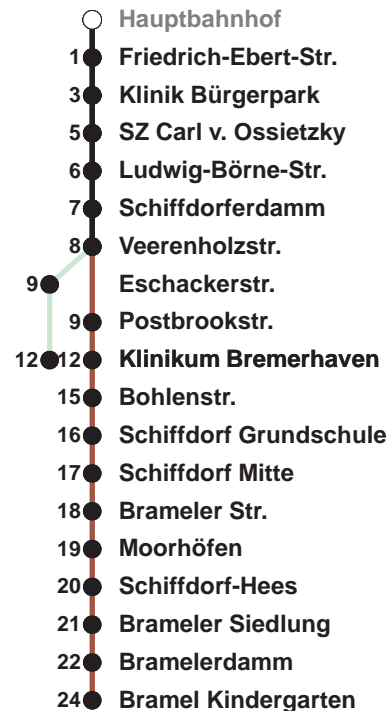 Hauptbahnhof
1 Friedrich-Ebert-Str.
3 Klinik Bürgerpark
5 SZ Carl v. Ossietzky
6 Ludwig-Börne-Str.
7 Schiffdorferdamm
8 Veerenholzstr.
9 Eschackerstr.
9 Postbrookstr.
12 12 Klinikum Bremerhaven
15 Bohlenstr.
16 Schiffdorf Grundschule
17 Schiffdorf Mitte
18 Brameler Str.
19 Moorhöfen
20 Schiffdorf-Hees
21 Brameler Siedlung
22 Bramelerdamm
24 Bramel Kindergarten